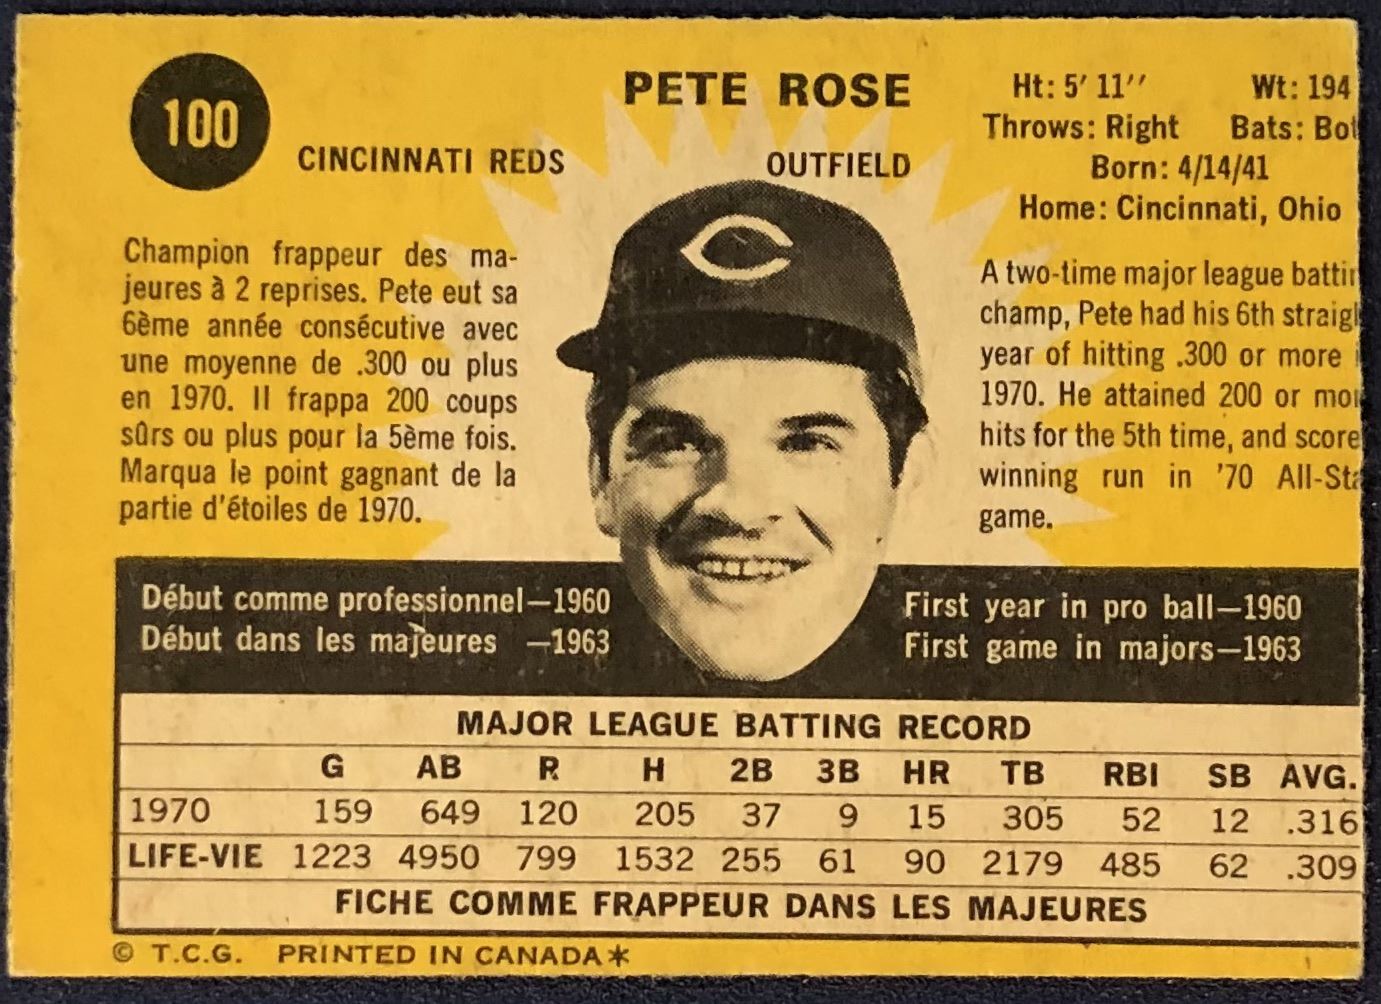 100
PETE ROSE
CINCINNATI REDS
OUTFIELD
Ht: 5' 11'' Wt: 194
Throws: Right Bats: Bot
Born: 4/14/41
Home: Cincinnati, Ohio
Champion frappeur des ma-
jeures à 2 reprises. Pete eut sa
6ème année consécutive avec
une moyenne de .300 ou plus
en 1970. Il frappa 200 coups
sûrs ou plus pour la 5ème fois.
Marqua le point gagnant de la
partie d'étoiles de 1970.
A two-time major league battin
champ, Pete had his 6th straigh
year of hitting .300 or more
1970. He attained 200 or mor
hits for the 5th time, and score
winning run in '70 All-Sta
game.
Début comme professionnel—1960
Début dans les majeures —1963
First year in pro ball—1960
First game in majors—1963
MAJOR LEAGUE BATTING RECORD
G AB R H 2B 3B HR TB RBI SB AVG.
1970 159 649 120 205 37 9 15 305 52 12 .316
LIFE-VIE 1223 4950 799 1532 255 61 90 2179 485 62 .309
FICHE COMME FRAPPEUR DANS LES MAJEURES
© T.C.G. PRINTED IN CANADA*